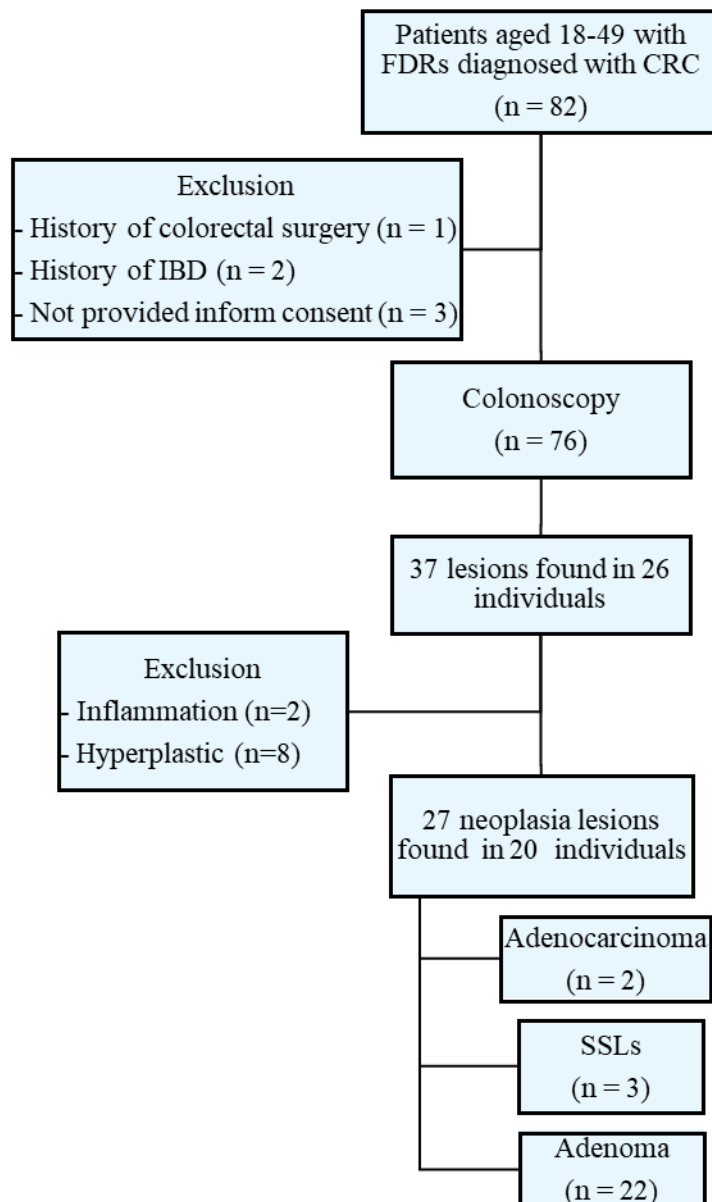 Patients aged 18-49 with
FDRs diagnosed with CRC
(n = 82)
Exclusion
- History of colorectal surgery (n = 1)
- History of IBD (n = 2)
- Not provided inform consent (n = 3)
Colonoscopy
(n = 76)
37 lesions found in 26
individuals
Exclusion
- Inflammation (n=2)
- Hyperplastic (n=8)
27 neoplasia lesions
found in 20 individuals
Adenocarcinoma
(n = 2)
SSLs
(n = 3)
Adenoma
(n = 22)